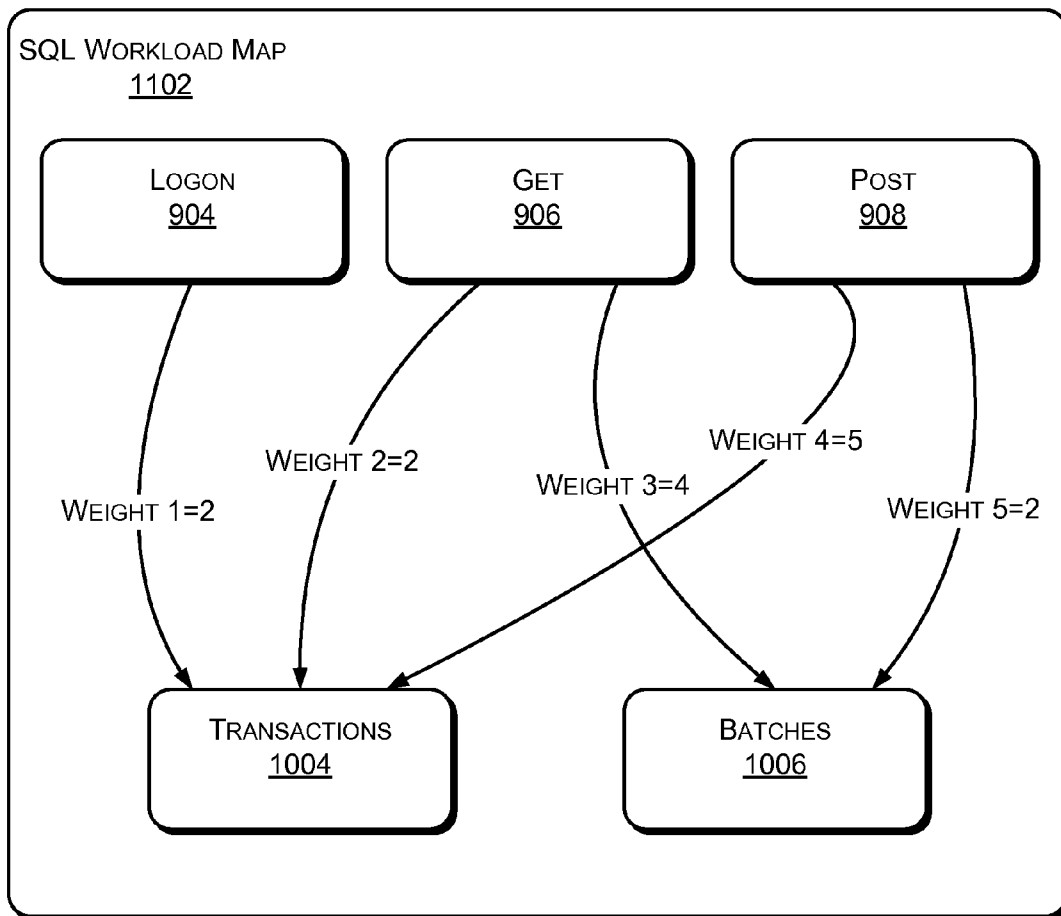 SQL WORKLOAD MAP
1102
LOGON
904
GET
906
POST
908
WEIGHT 1=2
WEIGHT 2=2
WEIGHT 3=4
WEIGHT 4=5
WEIGHT 5=2
TRANSACTIONS
1004
BATCHES
1006